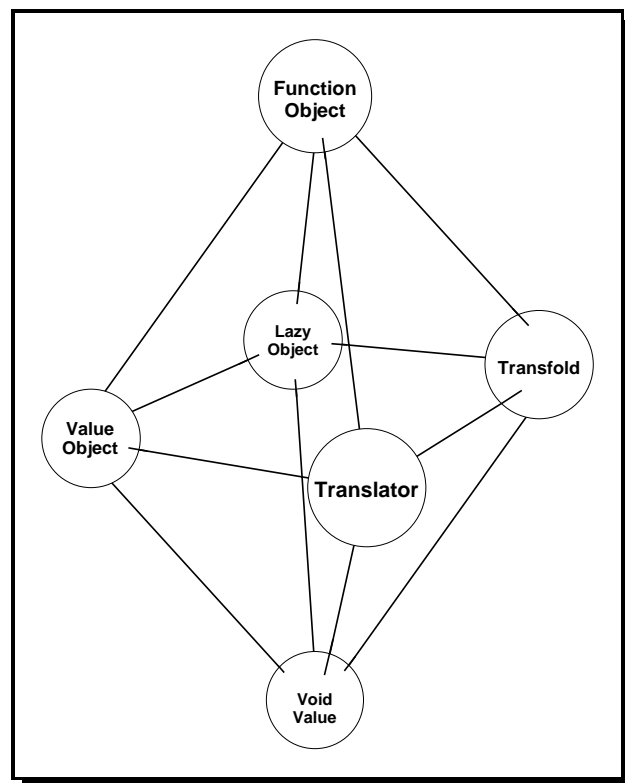 Function
Object
Lazy
Object
Transfold
Value
Object
Translator
Void
Value